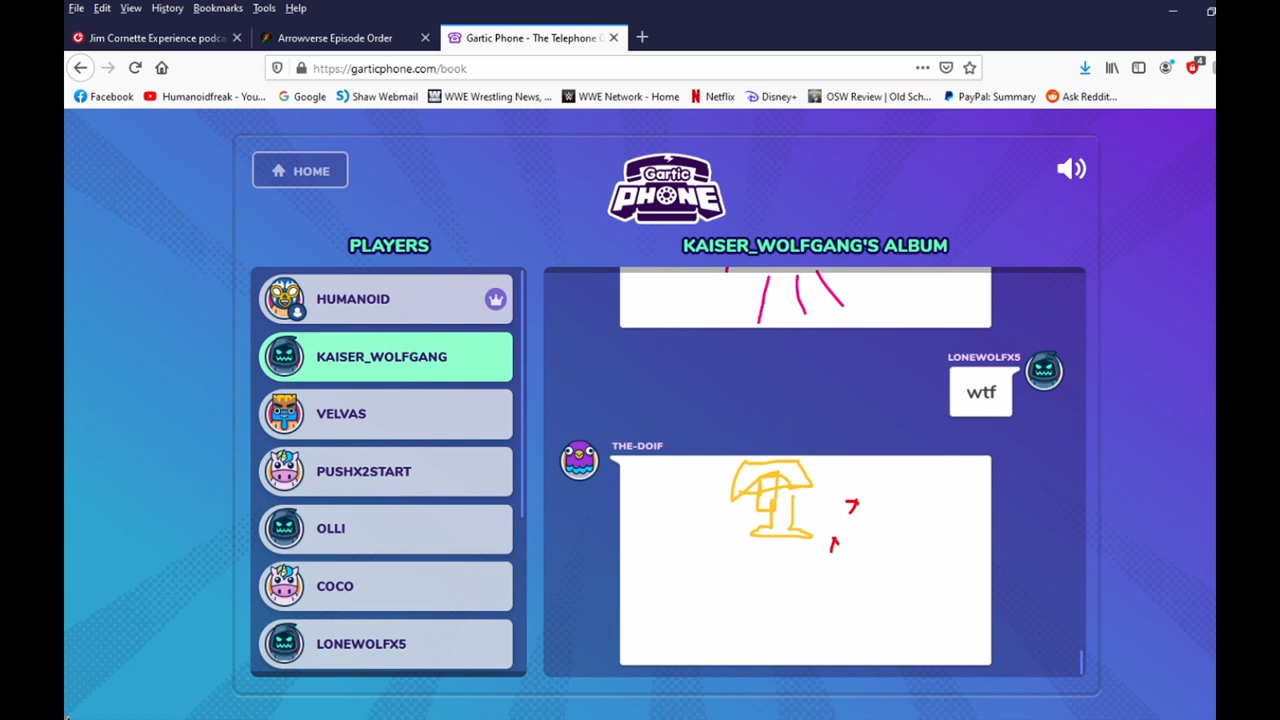 File Edit View History Bookmarks Tools Help
Jim Cornette Experience podca Arrowverse Episode Order Gartic Phone - The Telephone G
https://garticphone.com/book
Facebook Humanoidfreak - You... Google Shaw Webmail WWE Wrestling News, ... WWE Network - Home Netflix Disney+ OSW Review | Old Sch... PayPal: Summary Ask Reddit...
4
HOME
Gartic
PHONE
PLAYERS
KAISER_WOLFGANG'S ALBUM
HUMANOID
KAISER_WOLFGANG
VELVAS
PUSHX2START
OLLI
COCO
LONEWOLFX5
LONEWOLFX5
wtf
THE-DOIF